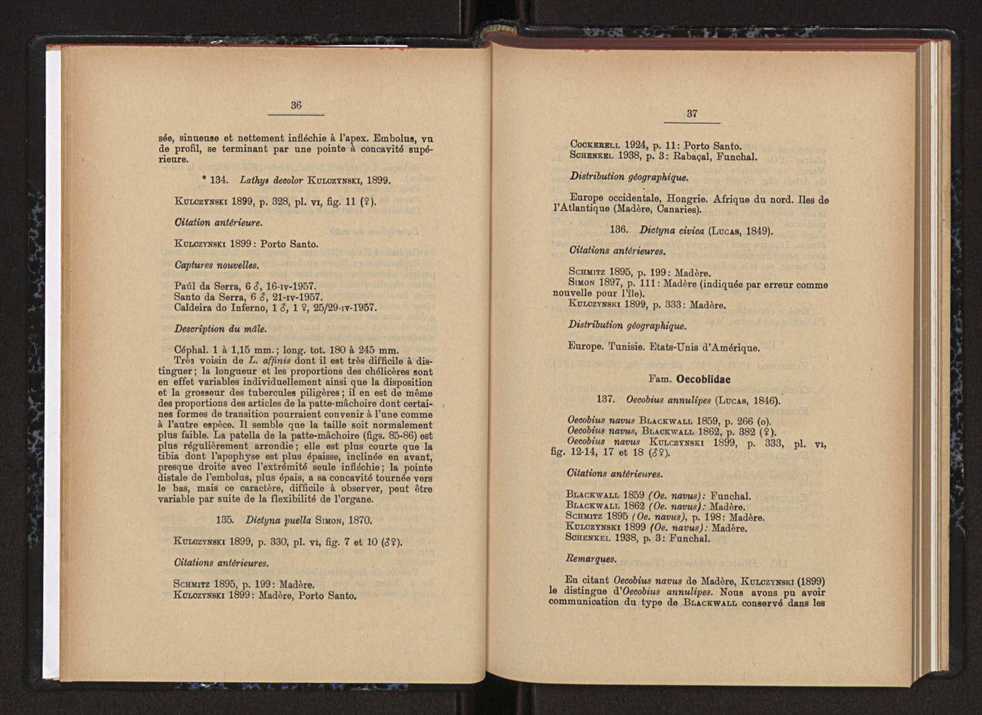 36
sée, sinueuse et nettement infléchie à l'apex. Embolus, vu
de profil, se terminant par une pointe à concavité supé-
rieure.
* 134. Lathys decolor KULCZYNSKI, 1899.
KULCZYNSKI 1899, p. 328, pl. VI, fig. 11 (♀).
Citation antérieure.
KULCZYNSKI 1899: Porto Santo.
Captures nouvelles.
Paúl da Serra, 6 ♂, 16-IV-1957.
Santo da Serra, 6 ♂, 21-IV-1957.
Caldeira do Inferno, 1 ♂, 1 ♀, 25/29-IV-1957.
Description du mâle.
Céphal. 1 à 1,15 mm.; long. tot. 180 à 245 mm.
Très voisin de L. affinis dont il est très difficile à dis-
tinguer; la longueur et les proportions des chélicères sont
en effet variables individuellement ainsi que la disposition
et la grosseur des tubercules piligères; il en est de même
des proportions des articles de la patte-mâchoire dont certai-
nes formes de transition pourraient convenir à l'une comme
à l'autre espèce. Il semble que la taille soit normalement
plus faible. La patella de la patte-mâchoire (figs. 85-86) est
plus régulièrement arrondie; elle est plus courte que la
tibia dont l'apophyse est plus épaisse, inclinée en avant,
presque droite avec l'extrémité seule infléchie; la pointe
distale de l'embolus, plus épais, a sa concavité tournée vers
le bas, mais ce caractère, difficile à observer, peut être
variable par suite de la flexibilité de l'organe.
135. Dictyna puella SIMON, 1870.
KULCZYNSKI 1899, p. 330, pl. VI, fig. 7 et 10 (♂♀).
Citations antérieures.
SCHMITZ 1895, p. 199: Madère.
KULCZYNSKI 1899: Madère, Porto Santo.
37
COCKERELL 1924, p. 11: Porto Santo.
SCHENKEL 1938, p. 3: Rabaçal, Funchal.
Distribution géographique.
Europe occidentale, Hongrie. Afrique du nord. Iles de
l'Atlantique (Madère, Canaries).
136. Dictyna civica (LUCAS, 1849).
Citations antérieures.
SCHMITZ 1895, p. 199: Madère.
SIMON 1897, p. 111: Madère (indiquée par erreur comme
nouvelle pour l'île).
KULCZYNSKI 1899, p. 333: Madère.
Distribution géographique.
Europe. Tunisie. Etats-Unis d'Amérique.
Fam. Oecobiidae
137. Oecobius annulipes (LUCAS, 1846).
Oecobius navus BLACKWALL 1859, p. 266 (o).
Oecobius navus, BLACKWALL 1862, p. 382 (♀).
Oecobius navus KULCZYNSKI 1899, p. 333, pl. VI,
fig. 12-14, 17 et 18 (♂♀).
Citations antérieures.
BLACKWALL 1859 (Oe. navus): Funchal.
BLACKWALL 1862 (Oe. navus): Madère.
SCHMITZ 1895 (Oe. navus), p. 198: Madère.
KULCZYNSKI 1899 (Oe. navus): Madère.
SCHENKEL 1938, p. 3: Funchal.
Remarques.
En citant Oecobius navus de Madère, KULCZYNSKI (1899)
le distingue d'Oecobius annulipes. Nous avons pu avoir
communication du type de BLACKWALL conservé dans les